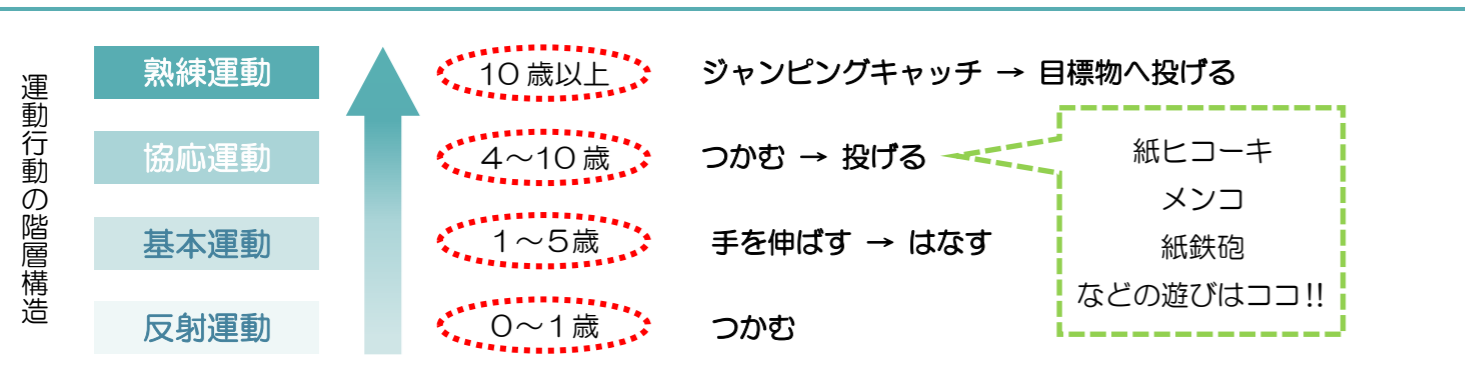 運動行動の階層構造
熟練運動 10歳以上 ジャンピングキャッチ → 目標物へ投げる
協応運動 4～10歳 つかむ → 投げる
紙ヒコーキ
メンコ
紙鉄砲
などの遊びはココ!!
基本運動 1～5歳 手を伸ばす → はなす
反射運動 0～1歳 つかむ